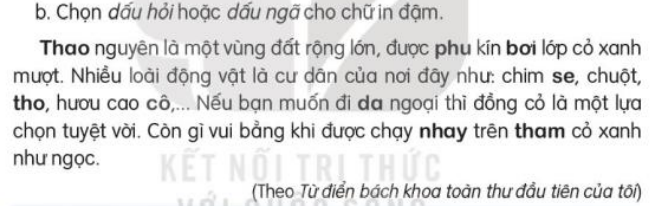 b. Chọn dấu hỏi hoặc dấu ngã cho chữ in đậm.
Thao nguyên là một vùng đất rộng lớn, được phu kín bơi lớp cỏ xanh
mượt. Nhiều loài động vật là cư dân của nơi đây như: chim se, chuột,
tho, hươu cao cổ,... Nếu bạn muốn đi da ngoại thì đồng cỏ là một lựa
chọn tuyệt vời. Còn gì vui bằng khi được chạy nhay trên tham cỏ xanh
như ngọc.
KẾT NỐI TRI THỨC
(Theo Từ điển bách khoa toàn thư đầu tiên của tôi)